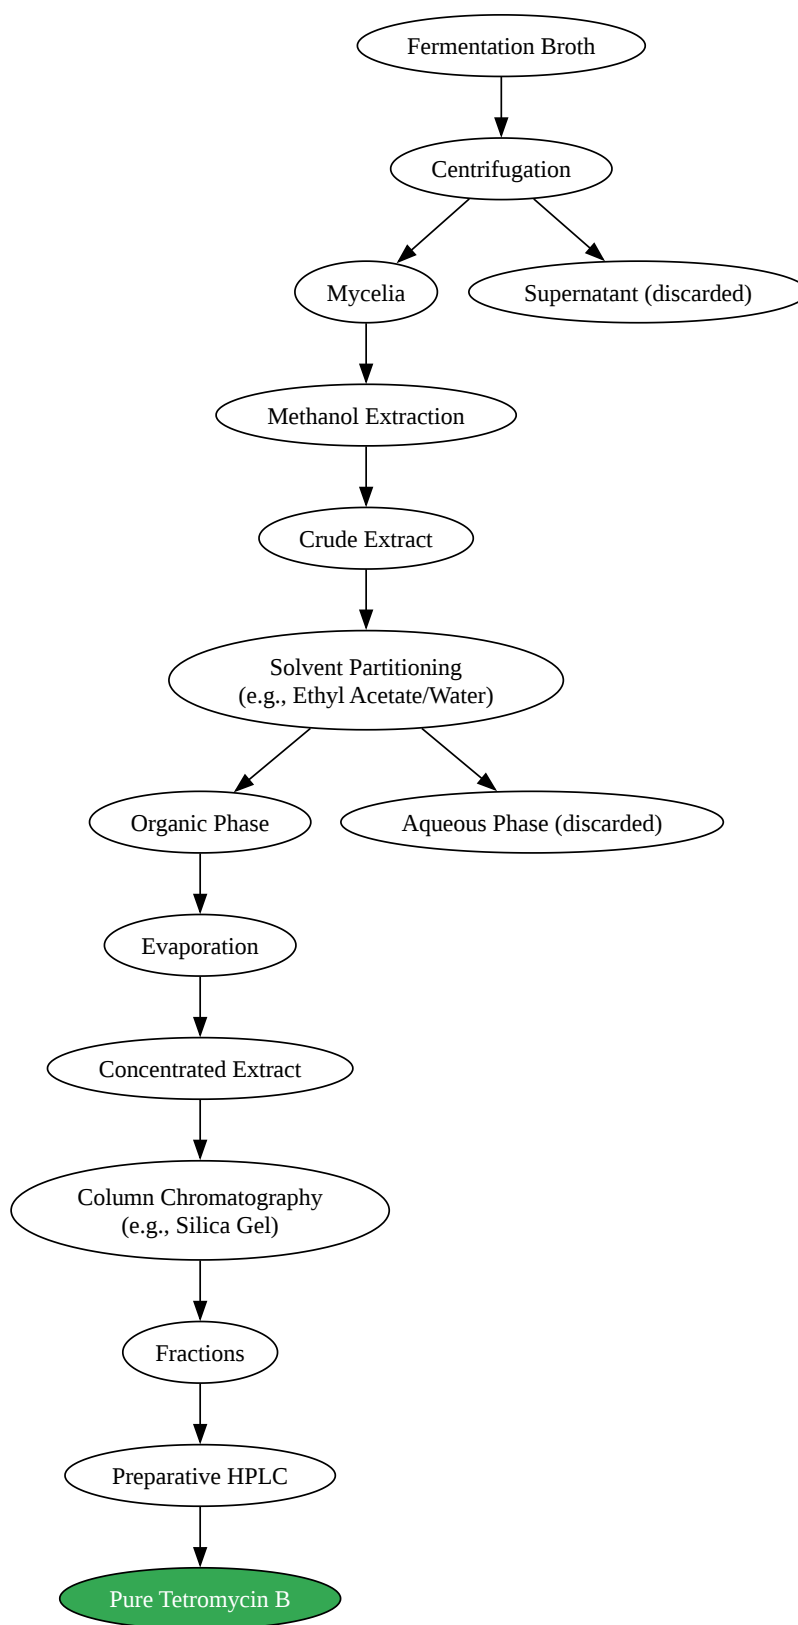 Fermentation Broth
Centrifugation
Mycelia
Supernatant (discarded)
Methanol Extraction
Crude Extract
Solvent Partitioning
(e.g., Ethyl Acetate/Water)
Organic Phase
Aqueous Phase (discarded)
Evaporation
Concentrated Extract
Column Chromatography
(e.g., Silica Gel)
Fractions
Preparative HPLC
Pure Tetromycin B